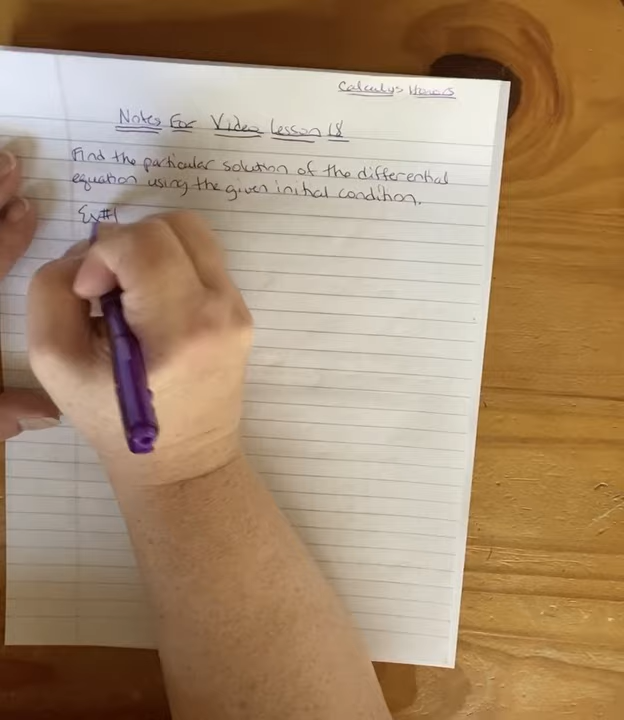 Calculus Honors
Notes For Video Lesson 18
Find the particular solution of the differential
equation using the given initial condition.
Ex#1